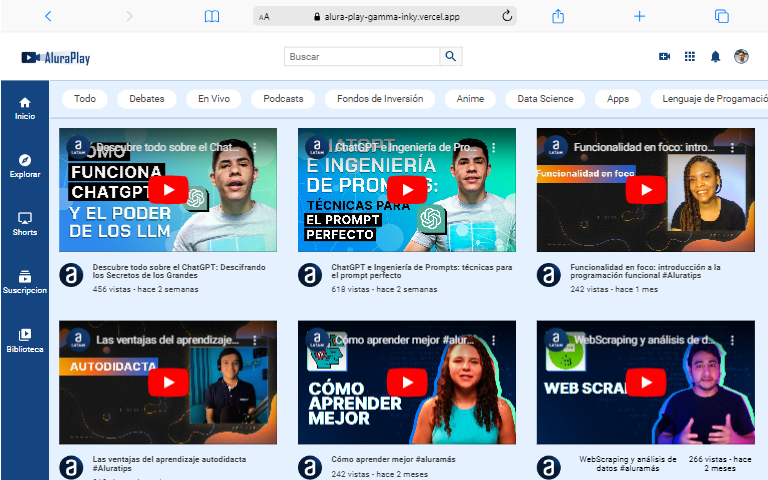 AA alura-play-gamma-inky.vercel.app
AluraPlay
Buscar
Todo Debates En Vivo Podcasts Fondos de Inversión Anime Data Science Apps Lenguaje de Progamació
Inicio
Explorar
Shorts
Suscripcion
Biblioteca
a LATAM Descubre todo sobre el Chat...
CÓMO
FUNCIONA
CHATGPT
Y EL PODER
DE LOS LLM
a Descubre todo sobre el ChatGPT: Descifrando
los Secretos de los Grandes
456 vistas - hace 2 semanas
a LATAM ChatGPT e Ingeniería de Pro...
CHATGPT
E INGENIERÍA
DE PROMPTS:
TÉCNICAS PARA
EL PROMPT
PERFECTO
a ChatGPT e Ingeniería de Prompts: técnicas para
el prompt perfecto
618 vistas - hace 2 semanas
a LATAM Funcionalidad en foco: intro...
Funcionalidad en foco
a Funcionalidad en foco: introducción a la
programación funcional #Aluratips
242 vistas - hace 1 mes
a LATAM Las ventajas del aprendizaje...
AUTODIDACTA
a Las ventajas del aprendizaje autodidacta
#Aluratips
a LATAM Cómo aprender mejor #alur...
CÓMO
APRENDER
MEJOR
a Cómo aprender mejor #aluramás
242 vistas - hace 2 meses
a LATAM WebScraping y análisis de d...
WEB SCRA
a WebScraping y análisis de
datos #aluramás
266 vistas - hace
2 meses